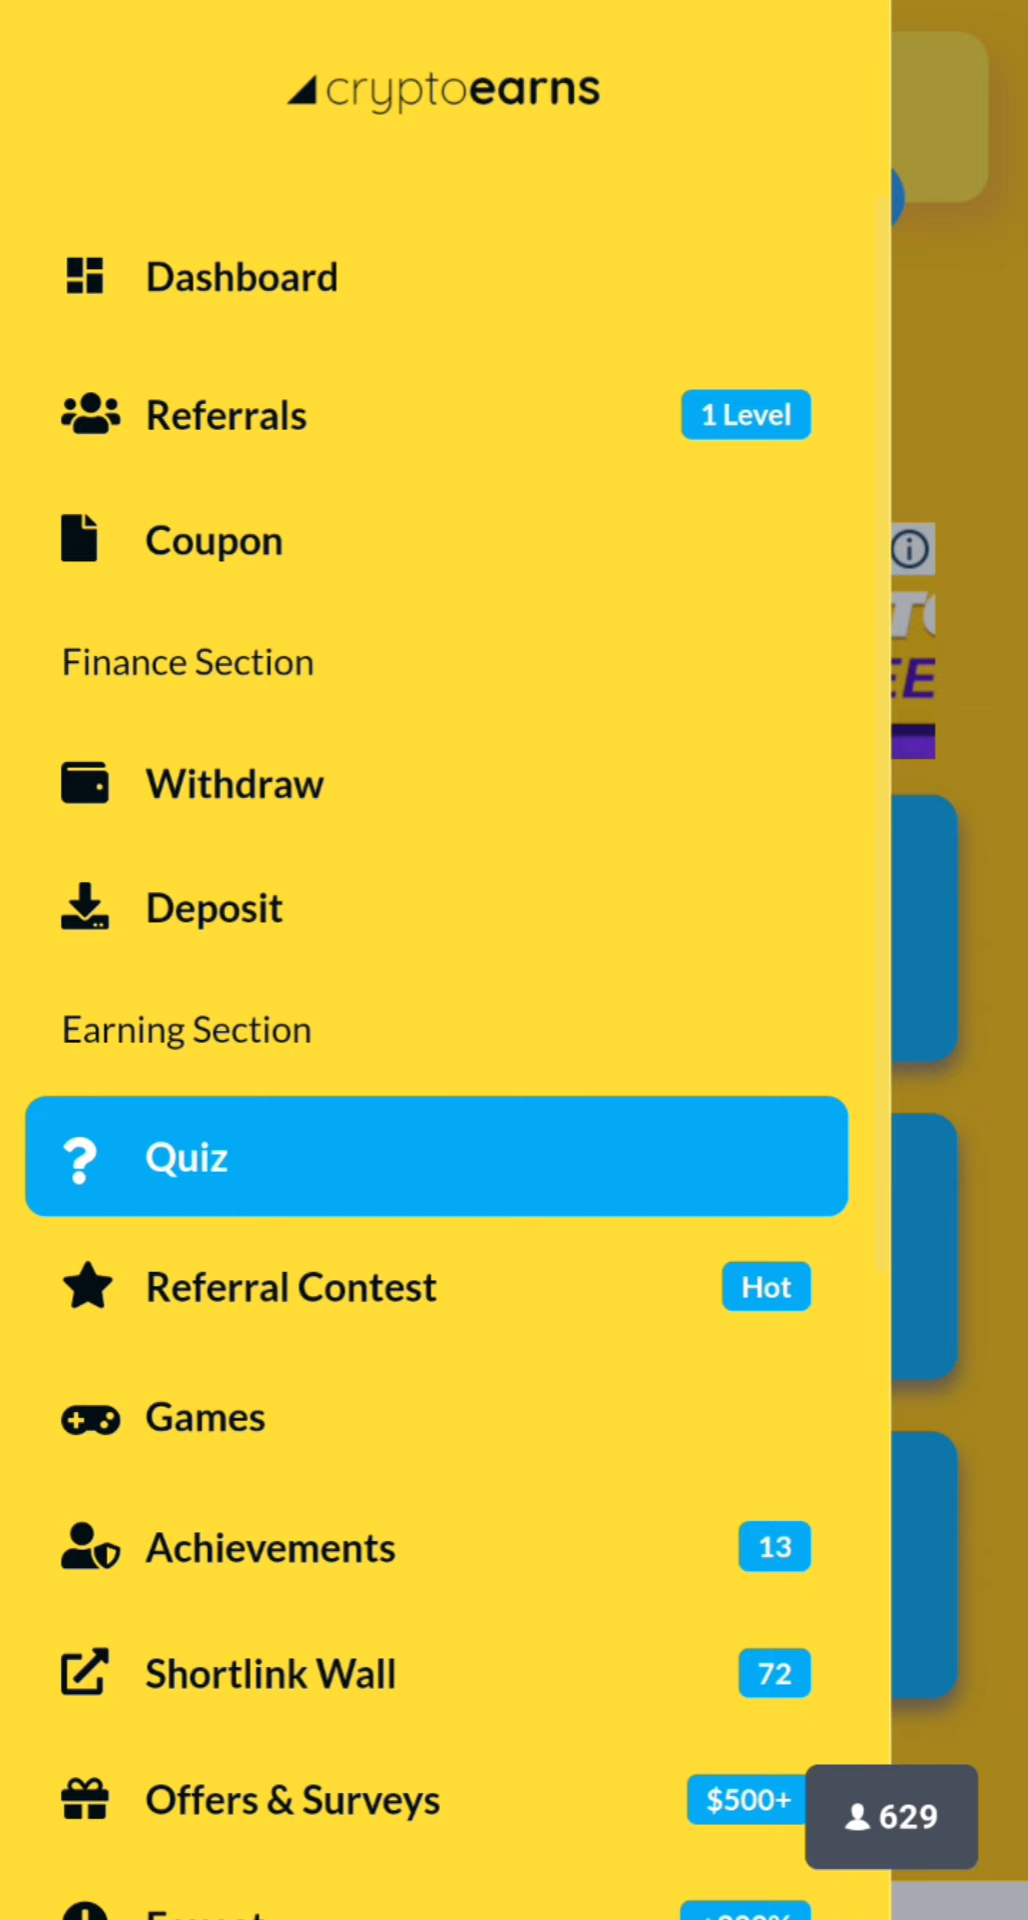 cryptoearns
Dashboard
Referrals 1 Level
Coupon
Finance Section
Withdraw
Deposit
Earning Section
Quiz
Referral Contest Hot
Games
Achievements 13
Shortlink Wall 72
Offers & Surveys $500+
629